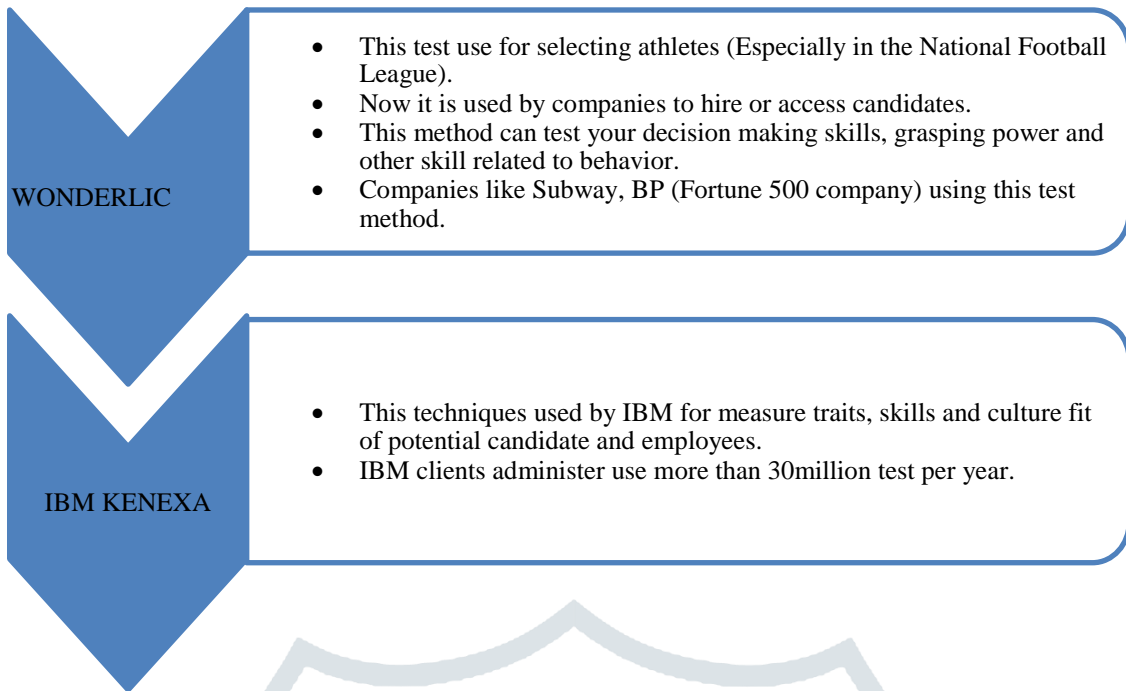 WONDERLIC
• This test use for selecting athletes (Especially in the National Football
League).
• Now it is used by companies to hire or access candidates.
• This method can test your decision making skills, grasping power and
other skill related to behavior.
• Companies like Subway, BP (Fortune 500 company) using this test
method.
IBM KENEXA
• This techniques used by IBM for measure traits, skills and culture fit
of potential candidate and employees.
• IBM clients administer use more than 30million test per year.